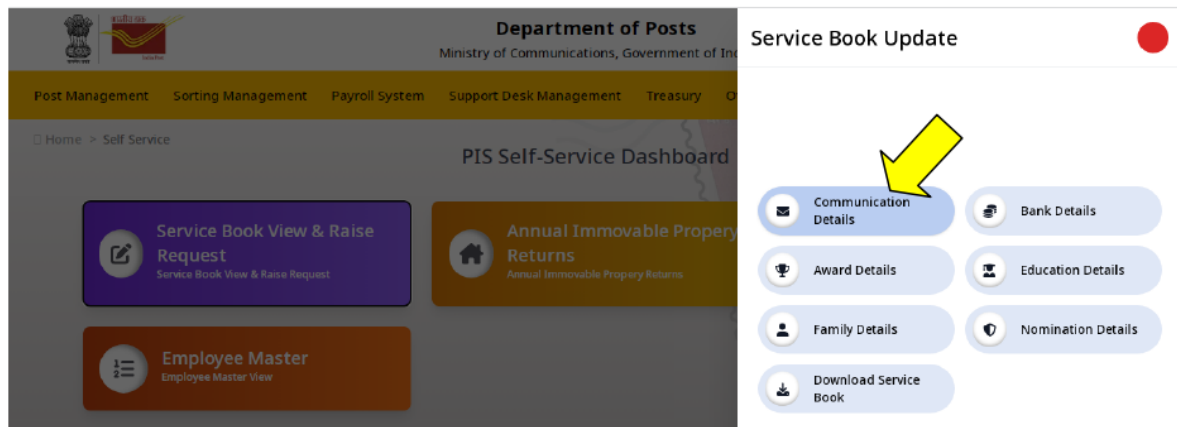 Department of Posts
Ministry of Communications, Government of Ind
Post Management Sorting Management Payroll System Support Desk Management Treasury O
Home > Self Service
PIS Self-Service Dashboard
Service Book View & Raise
Request
Service Book View & Raise Request
Annual Immovable Propery
Returns
Annual Immovable Propery Returns
Employee Master
Employee Master View
Service Book Update
Communication
Details
Bank Details
Award Details
Education Details
Family Details
Nomination Details
Download Service
Book